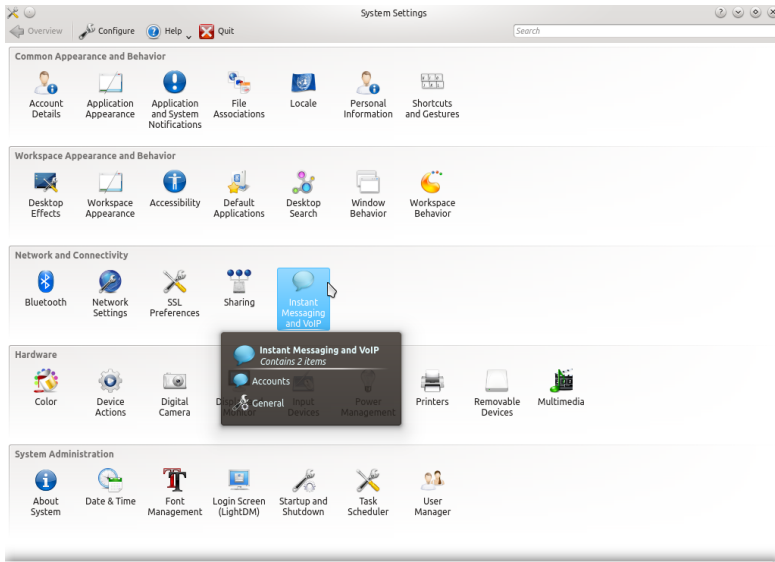 System Settings
Overview Configure Help Quit Search
Common Appearance and Behavior
Account Details
Application Appearance
Application and System Notifications
File Associations
Locale
Personal Information
Shortcuts and Gestures
Workspace Appearance and Behavior
Desktop Effects
Workspace Appearance
Accessibility
Default Applications
Desktop Search
Window Behavior
Workspace Behavior
Network and Connectivity
Bluetooth
Network Settings
SSL Preferences
Sharing
Instant Messaging and VoIP
Instant Messaging and VoIP
Contains 2 items
Accounts
General
Hardware
Color
Device Actions
Digital Camera
Monitor
Input Devices
Power Management
Printers
Removable Devices
Multimedia
System Administration
About System
Date & Time
Font Management
Login Screen (LightDM)
Startup and Shutdown
Task Scheduler
User Manager